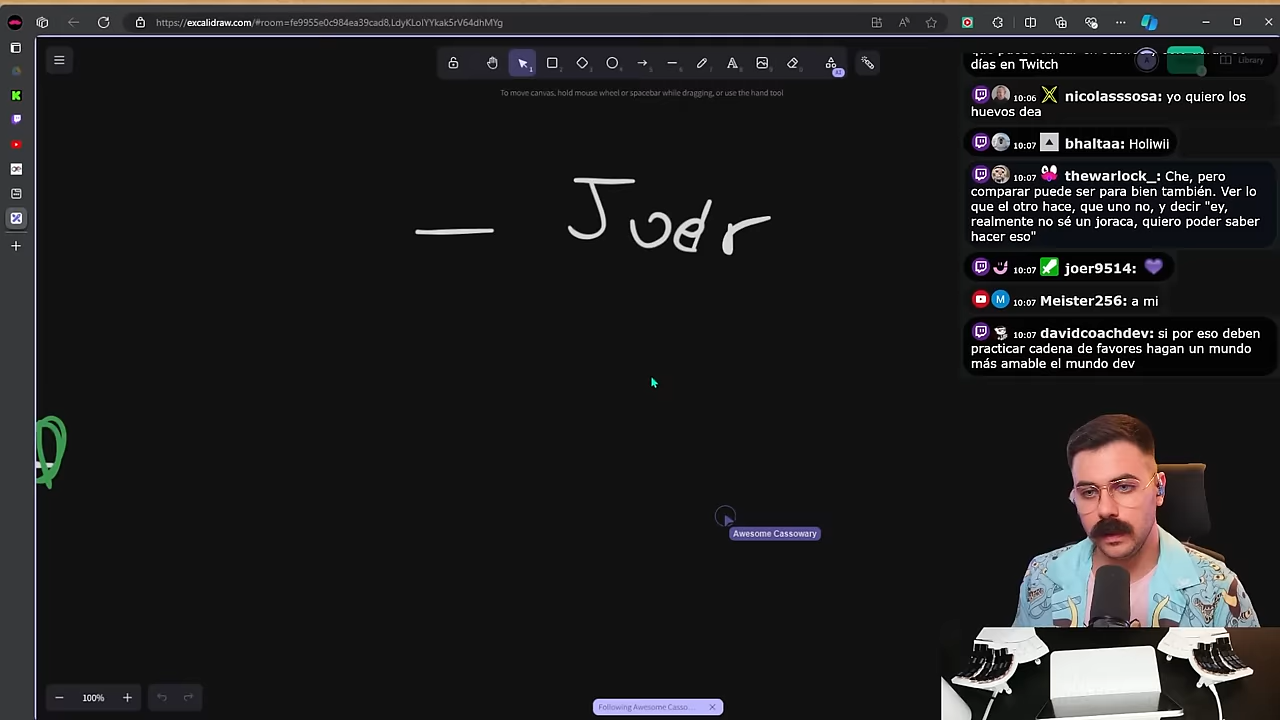 https://excalidraw.com/#room=fe9955e0c984ea39cad8,LdyKLoIYYkak5rV64dhMYg
días en Twitch
Library
To move canvas, hold mouse wheel or spacebar while dragging, or use the hand tool
10:06 nicolasssosa: yo quiero los
huevos dea
10:07 bhaltaa: Holiwii
10:07 thewarlock_: Che, pero
comparar puede ser para bien también. Ver lo
que el otro hace, que uno no, y decir "ey,
realmente no sé un joraca, quiero poder saber
hacer eso"
10:07 joer9514:
10:07 Meister256: a mi
10:07 davidcoachdev: si por eso deben
practicar cadena de favores hagan un mundo
más amable el mundo dev
— Juer
Awesome Cassowary
100%
Following Awesome Casso...